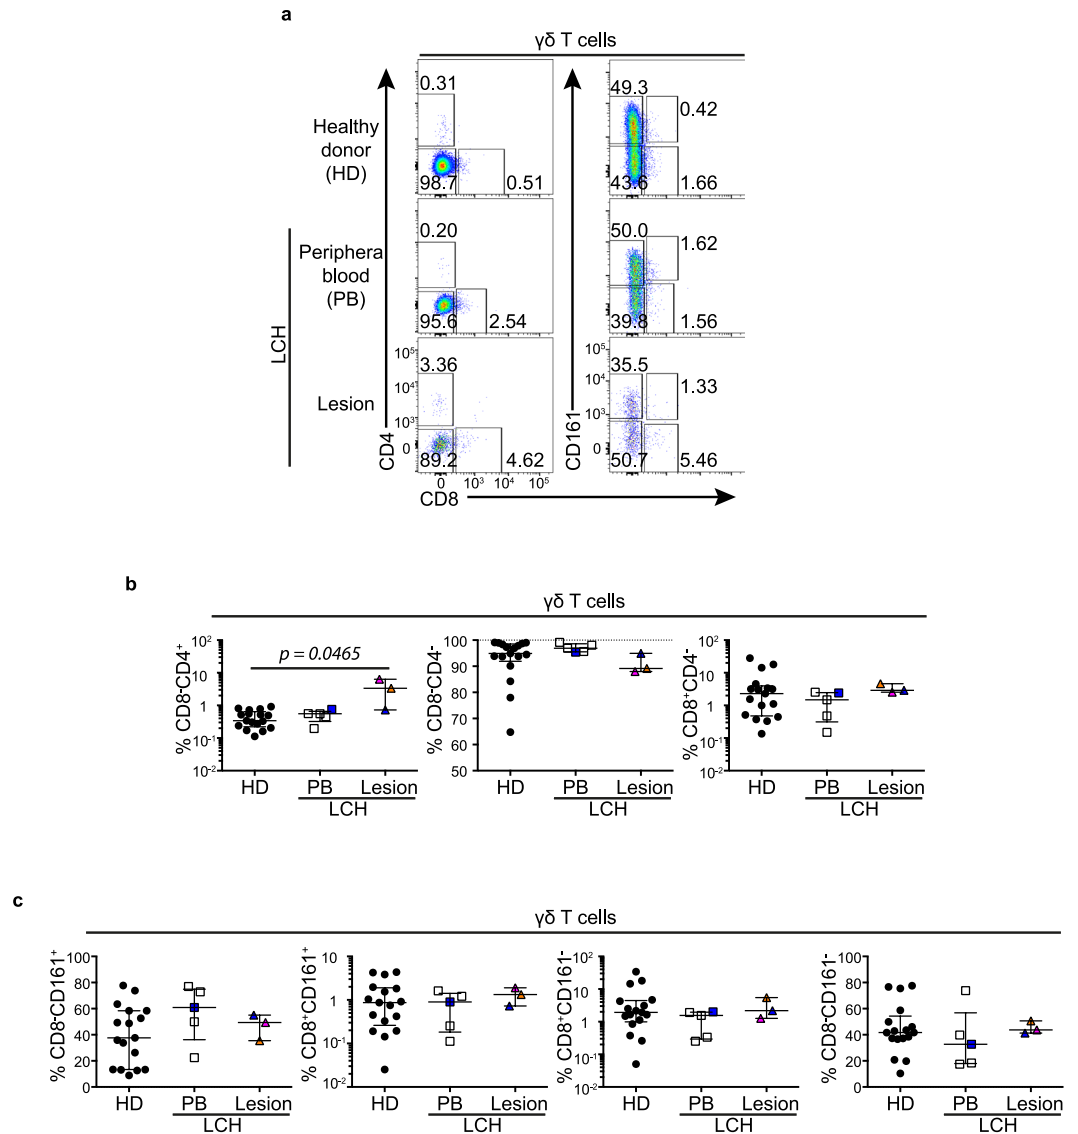 a
γδ T cells
0.31
98.7
0.51
49.3
0.42
43.6
1.66
Healthy
donor
(HD)
0.20
95.6
2.54
50.0
1.62
39.8
1.56
Periphera
blood
(PB)
LCH
3.36
89.2
4.62
35.5
1.33
50.7
5.46
Lesion
10⁵
10⁴
10³
0
10⁵
10⁴
10³
0
CD4
CD161
0 10³ 10⁴ 10⁵
CD8
b
γδ T cells
% CD8⁻CD4⁺
10²
10
1
10⁻¹
10⁻²
p = 0.0465
HD PB Lesion
LCH
% CD8⁻CD4⁻
100
90
80
70
60
50
HD PB Lesion
LCH
% CD8⁺CD4⁻
10²
10
1
10⁻¹
10⁻²
HD PB Lesion
LCH
c
γδ T cells
% CD8⁻CD161⁺
100
80
60
40
20
0
HD PB Lesion
LCH
% CD8⁺CD161⁺
10
1
10⁻¹
10⁻²
HD PB Lesion
LCH
% CD8⁺CD161⁻
10²
10
1
10⁻¹
10⁻²
HD PB Lesion
LCH
% CD8⁻CD161⁻
100
80
60
40
20
0
HD PB Lesion
LCH